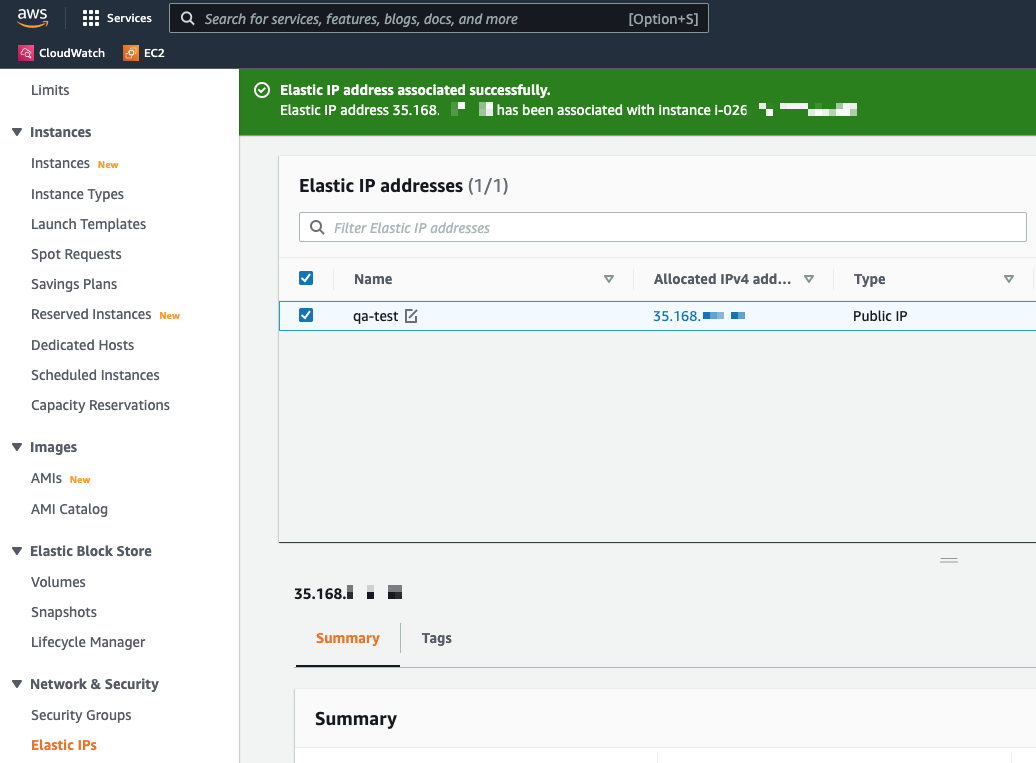 aws
Services
Search for services, features, blogs, docs, and more [Option+S]
CloudWatch EC2
Limits
Instances
Instances New
Instance Types
Launch Templates
Spot Requests
Savings Plans
Reserved Instances New
Dedicated Hosts
Scheduled Instances
Capacity Reservations
Images
AMIs New
AMI Catalog
Elastic Block Store
Volumes
Snapshots
Lifecycle Manager
Network & Security
Security Groups
Elastic IPs
Elastic IP address associated successfully.
Elastic IP address 35.168. has been associated with instance i-026
Elastic IP addresses (1/1)
Filter Elastic IP addresses
Name Allocated IPv4 add... Type
qa-test 35.168. Public IP
35.168.
Summary Tags
Summary